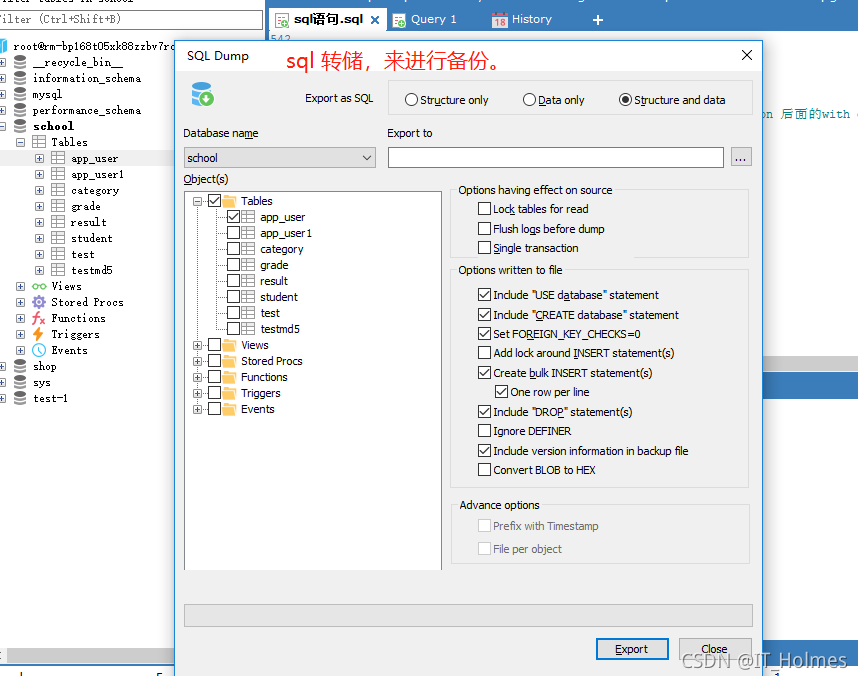 Filter (Ctrl+Shift+B)
sql语句.sql
Query 1
18
History
542
root@rm-bp168t05xk88zzbv7ro
__recycle_bin__
information_schema
mysql
performance_schema
school
Tables
app_user
app_user1
category
grade
result
student
test
testmd5
Views
Stored Procs
Functions
Triggers
Events
shop
sys
test-1
SQL Dump
sql 转储，来进行备份。
Export as SQL
Structure only
Data only
Structure and data
on 后面的with
Database name
Export to
school
...
Object(s)
Tables
app_user
app_user1
category
grade
result
student
test
testmd5
Views
Stored Procs
Functions
Triggers
Events
Options having effect on source
Lock tables for read
Flush logs before dump
Single transaction
Options written to file
Include "USE database" statement
Include "CREATE database" statement
Set FOREIGN_KEY_CHECKS=0
Add lock around INSERT statement(s)
Create bulk INSERT statement(s)
One row per line
Include "DROP" statement(s)
Ignore DEFINER
Include version information in backup file
Convert BLOB to HEX
Advance options
Prefix with Timestamp
File per object
Export
Close
CSDN @IT_Holmes